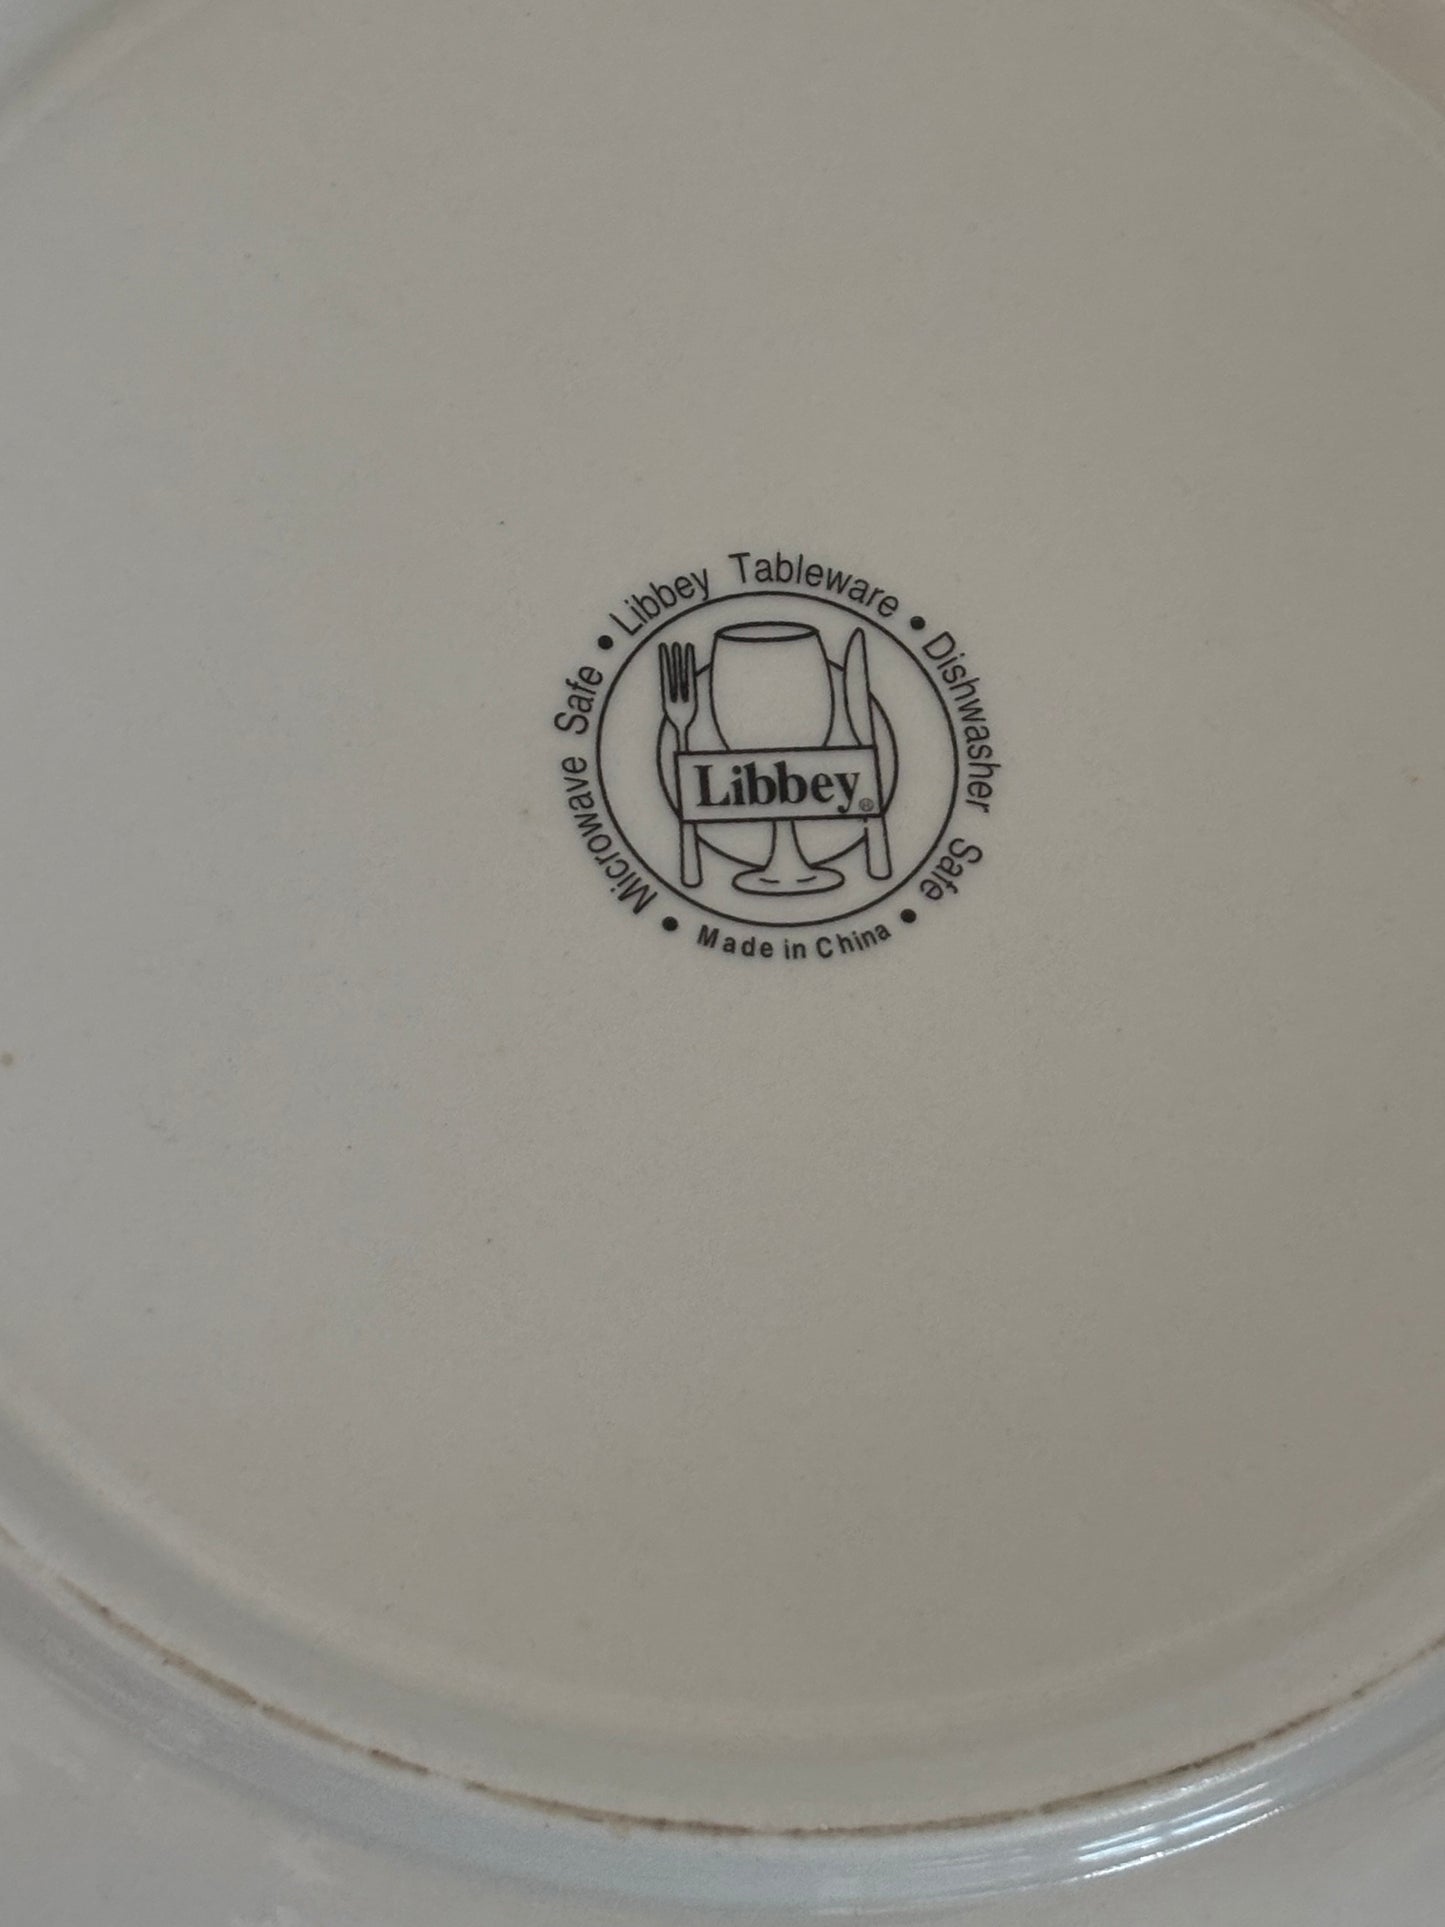 • Libbey Tableware • Dishwasher Safe • Made in China • Microwave Safe
Libbey®